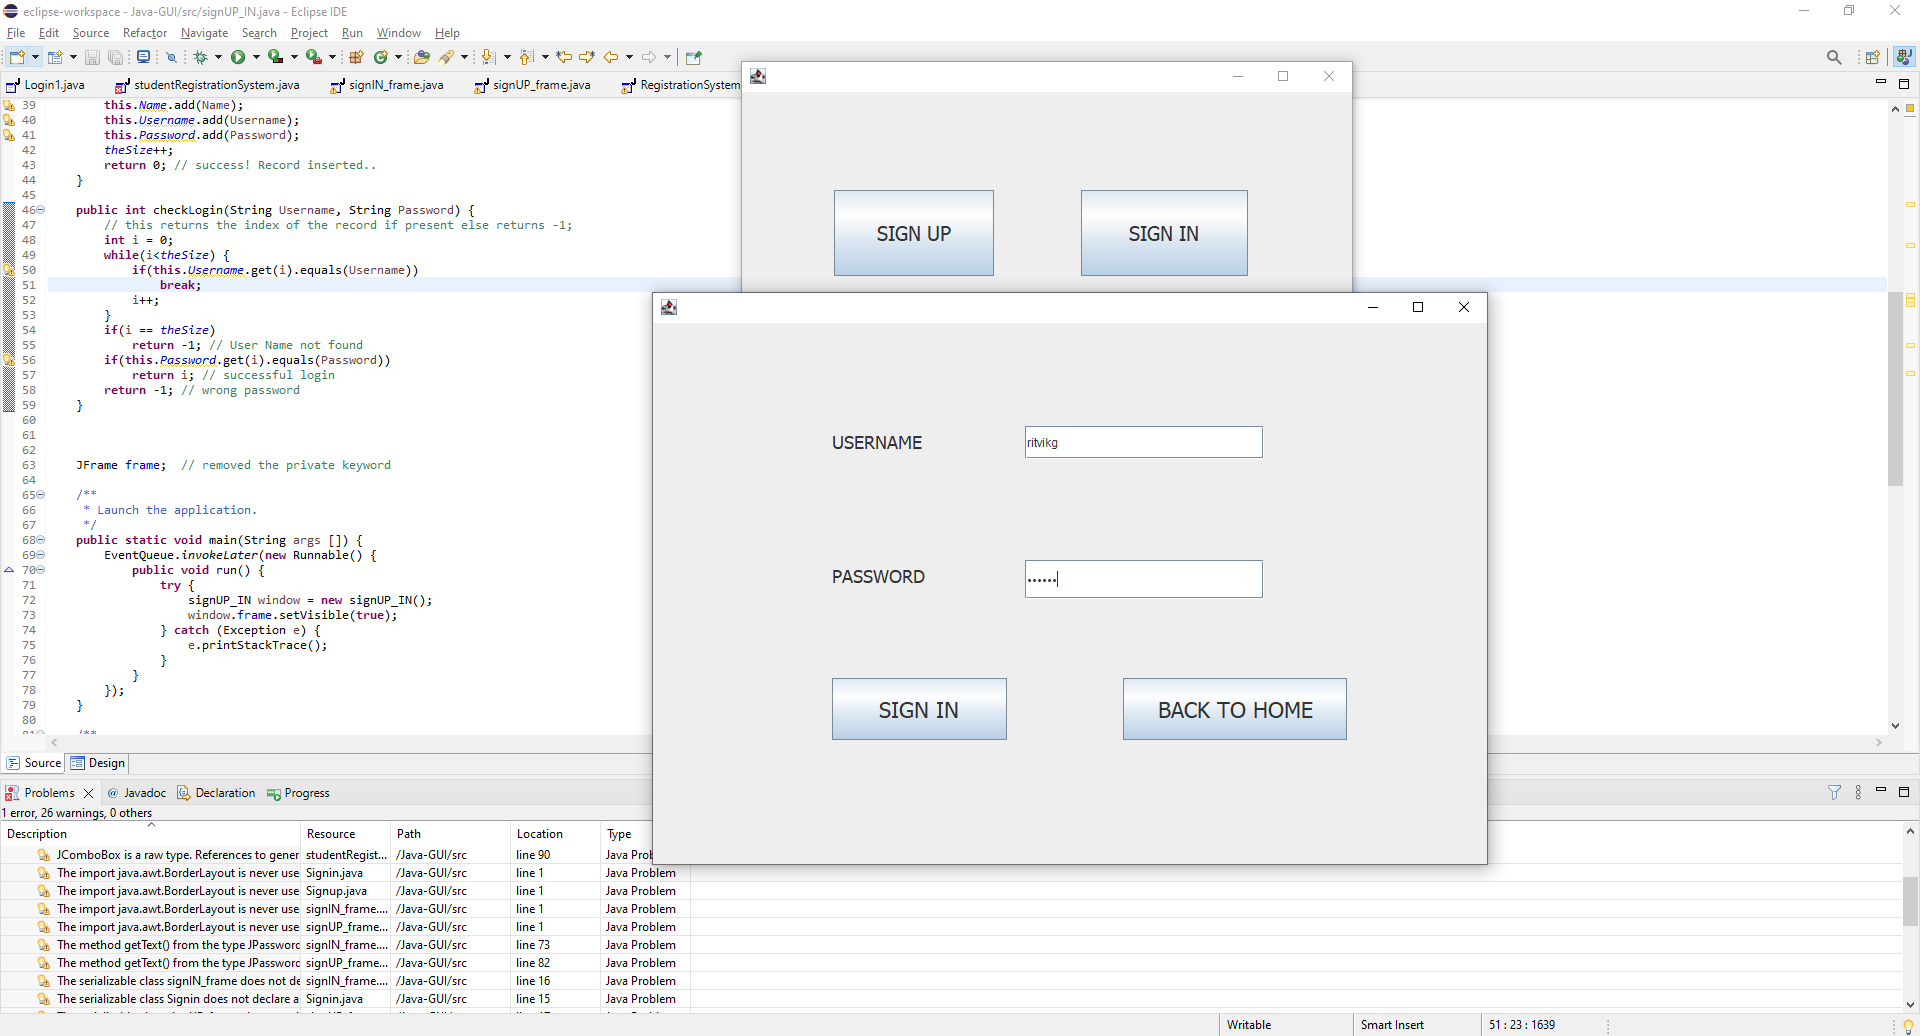 eclipse-workspace - Java-GUI/src/signUP_IN.java - Eclipse IDE
File Edit Source Refactor Navigate Search Project Run Window Help
Login1.java studentRegistrationSystem.java signIN_frame.java signUP_frame.java RegistrationSystem
39 this.Name.add(Name);
40 this.Username.add(Username);
41 this.Password.add(Password);
42 theSize++;
43 return 0; // success! Record inserted..
44 }
45
46 public int checkLogin(String Username, String Password) {
47 // this returns the index of the record if present else returns -1;
48 int i = 0;
49 while(i<theSize) {
50 if(this.Username.get(i).equals(Username))
51 break;
52 i++;
53 }
54 if(i == theSize)
55 return -1; // User Name not found
56 if(this.Password.get(i).equals(Password))
57 return i; // successful login
58 return -1; // wrong password
59 }
60
61
62
63 JFrame frame; // removed the private keyword
64
65 /**
66 * Launch the application.
67 */
68 public static void main(String args []) {
69 EventQueue.invokeLater(new Runnable() {
70 public void run() {
71 try {
72 signUP_IN window = new signUP_IN();
73 window.frame.setVisible(true);
74 } catch (Exception e) {
75 e.printStackTrace();
76 }
77 }
78 });
79 }
80
81 /**
SIGN UP SIGN IN
USERNAME ritvikg
PASSWORD ••••••
SIGN IN BACK TO HOME
Source Design
Problems @ Javadoc Declaration Progress
1 error, 26 warnings, 0 others
Description Resource Path Location Type
JComboBox is a raw type. References to gener studentRegist... /Java-GUI/src line 90 Java Prob
The import java.awt.BorderLayout is never use Signin.java /Java-GUI/src line 1 Java Problem
The import java.awt.BorderLayout is never use Signup.java /Java-GUI/src line 1 Java Problem
The import java.awt.BorderLayout is never use signIN_frame.... /Java-GUI/src line 1 Java Problem
The import java.awt.BorderLayout is never use signUP_frame... /Java-GUI/src line 1 Java Problem
The method getText() from the type JPassword signIN_frame.... /Java-GUI/src line 73 Java Problem
The method getText() from the type JPassword signUP_frame... /Java-GUI/src line 82 Java Problem
The serializable class signIN_frame does not de signIN_frame.... /Java-GUI/src line 16 Java Problem
The serializable class Signin does not declare a Signin.java /Java-GUI/src line 15 Java Problem
Writable Smart Insert 51 : 23 : 1639